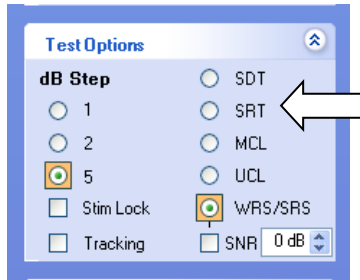 Test Options
dB Step
SDT
1
SRT
2
MCL
5
UCL
Stim Lock
WRS/SRS
Tracking
SNR 0 dB